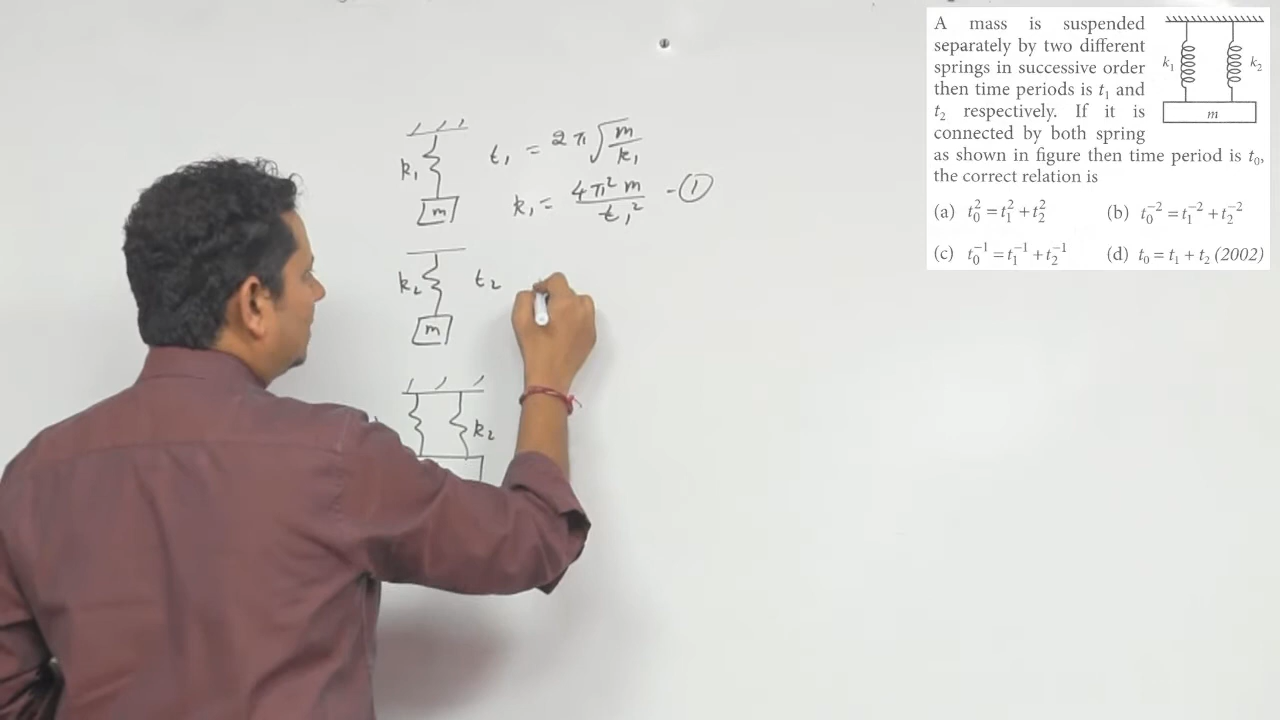 k₁
t₁ = 2π√(m/k₁)
m
k₁ = 4π²m/t₁² -①
k₂
t₂
m
k₂
A mass is suspended
separately by two different
springs in successive order
then time periods is t₁ and
t₂ respectively. If it is
connected by both spring
as shown in figure then time period is t₀,
the correct relation is
k₁ k₂
m
(a) t₀² = t₁² + t₂² (b) t₀⁻² = t₁⁻² + t₂⁻²
(c) t₀⁻¹ = t₁⁻¹ + t₂⁻¹ (d) t₀ = t₁ + t₂ (2002)